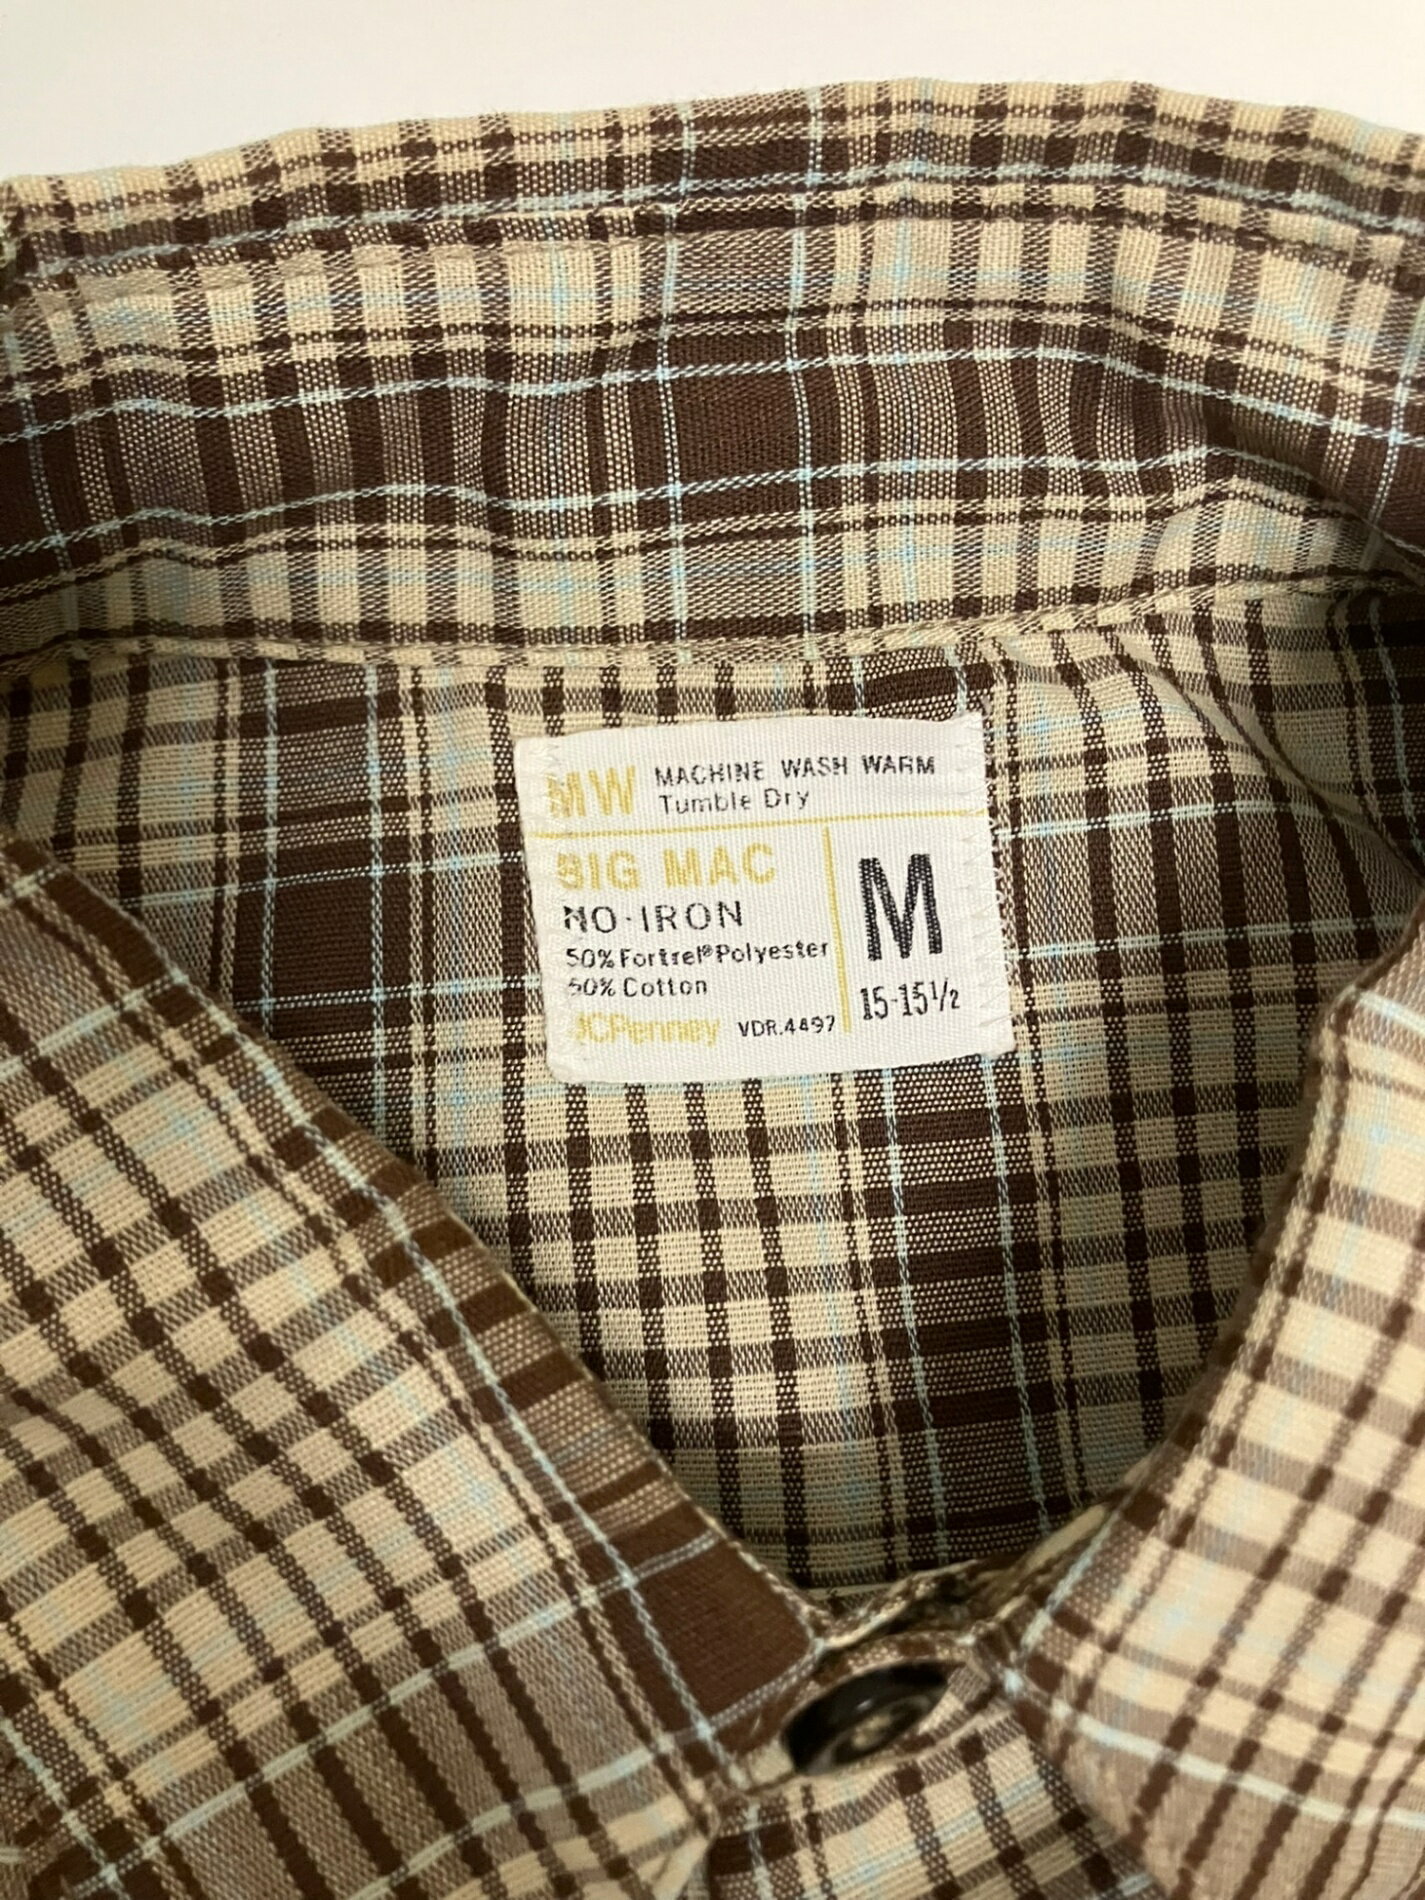 MW MACHINE WASH WARM
Tumble Dry
BIG MAC
NO-IRON
50% Fortrel® Polyester
50% Cotton
JCPenney VDR.4497
M
15-15½